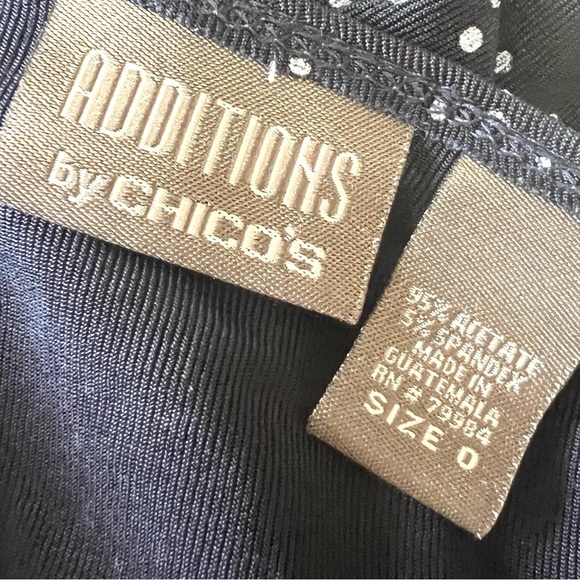 ADDITIONS
by CHICO'S
95% ACETATE
5% SPANDEX
MADE IN
GUATEMALA
RN # 79984
SIZE 0